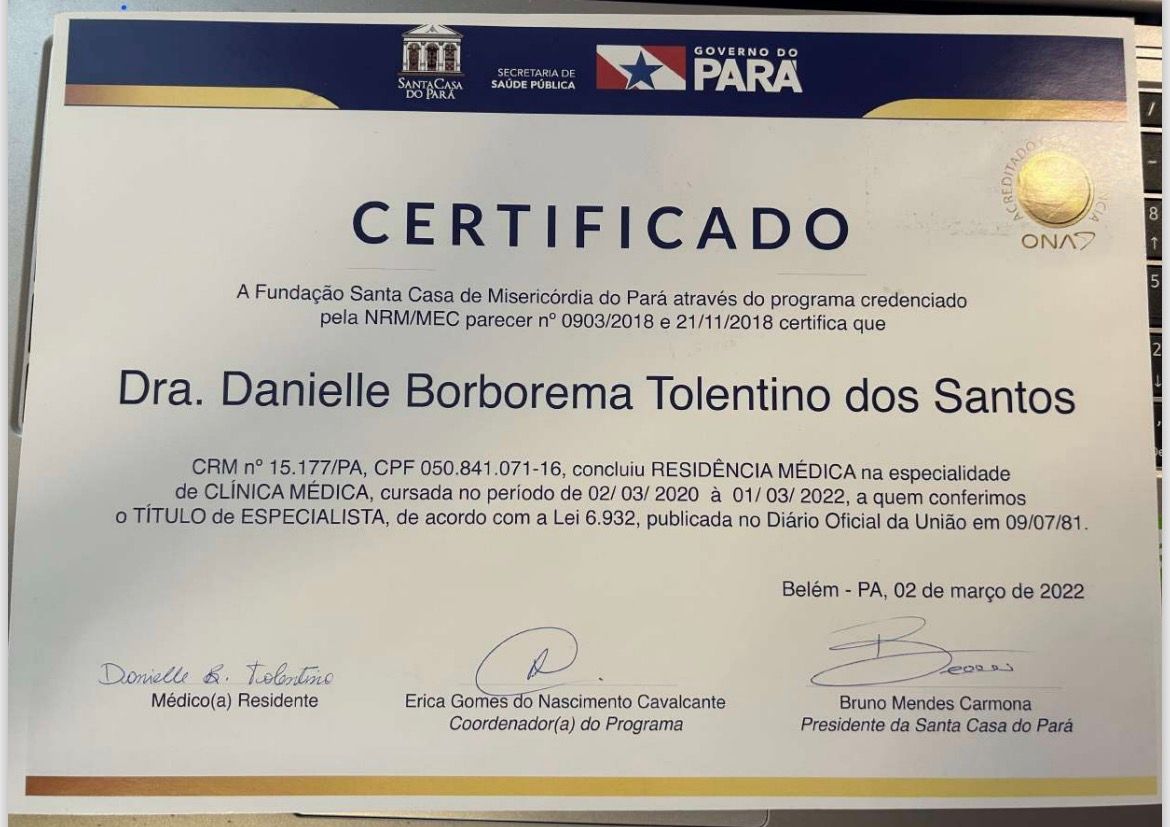 SANTA CASA
DO PARÁ
SECRETARIA DE
SAÚDE PÚBLICA
GOVERNO DO
PARÁ
ACREDITADO
ONA
CERTIFICADO
A Fundação Santa Casa de Misericórdia do Pará através do programa credenciado
pela NRM/MEC parecer nº 0903/2018 e 21/11/2018 certifica que
Dra. Danielle Borborema Tolentino dos Santos
CRM nº 15.177/PA, CPF 050.841.071-16, concluiu RESIDÊNCIA MÉDICA na especialidade
de CLÍNICA MÉDICA, cursada no período de 02/ 03/ 2020 à 01/ 03/ 2022, a quem conferimos
o TÍTULO de ESPECIALISTA, de acordo com a Lei 6.932, publicada no Diário Oficial da União em 09/07/81.
Belém - PA, 02 de março de 2022
Danielle B. Tolentino
Médico(a) Residente
Erica Gomes do Nascimento Cavalcante
Coordenador(a) do Programa
Bruno Mendes Carmona
Presidente da Santa Casa do Pará